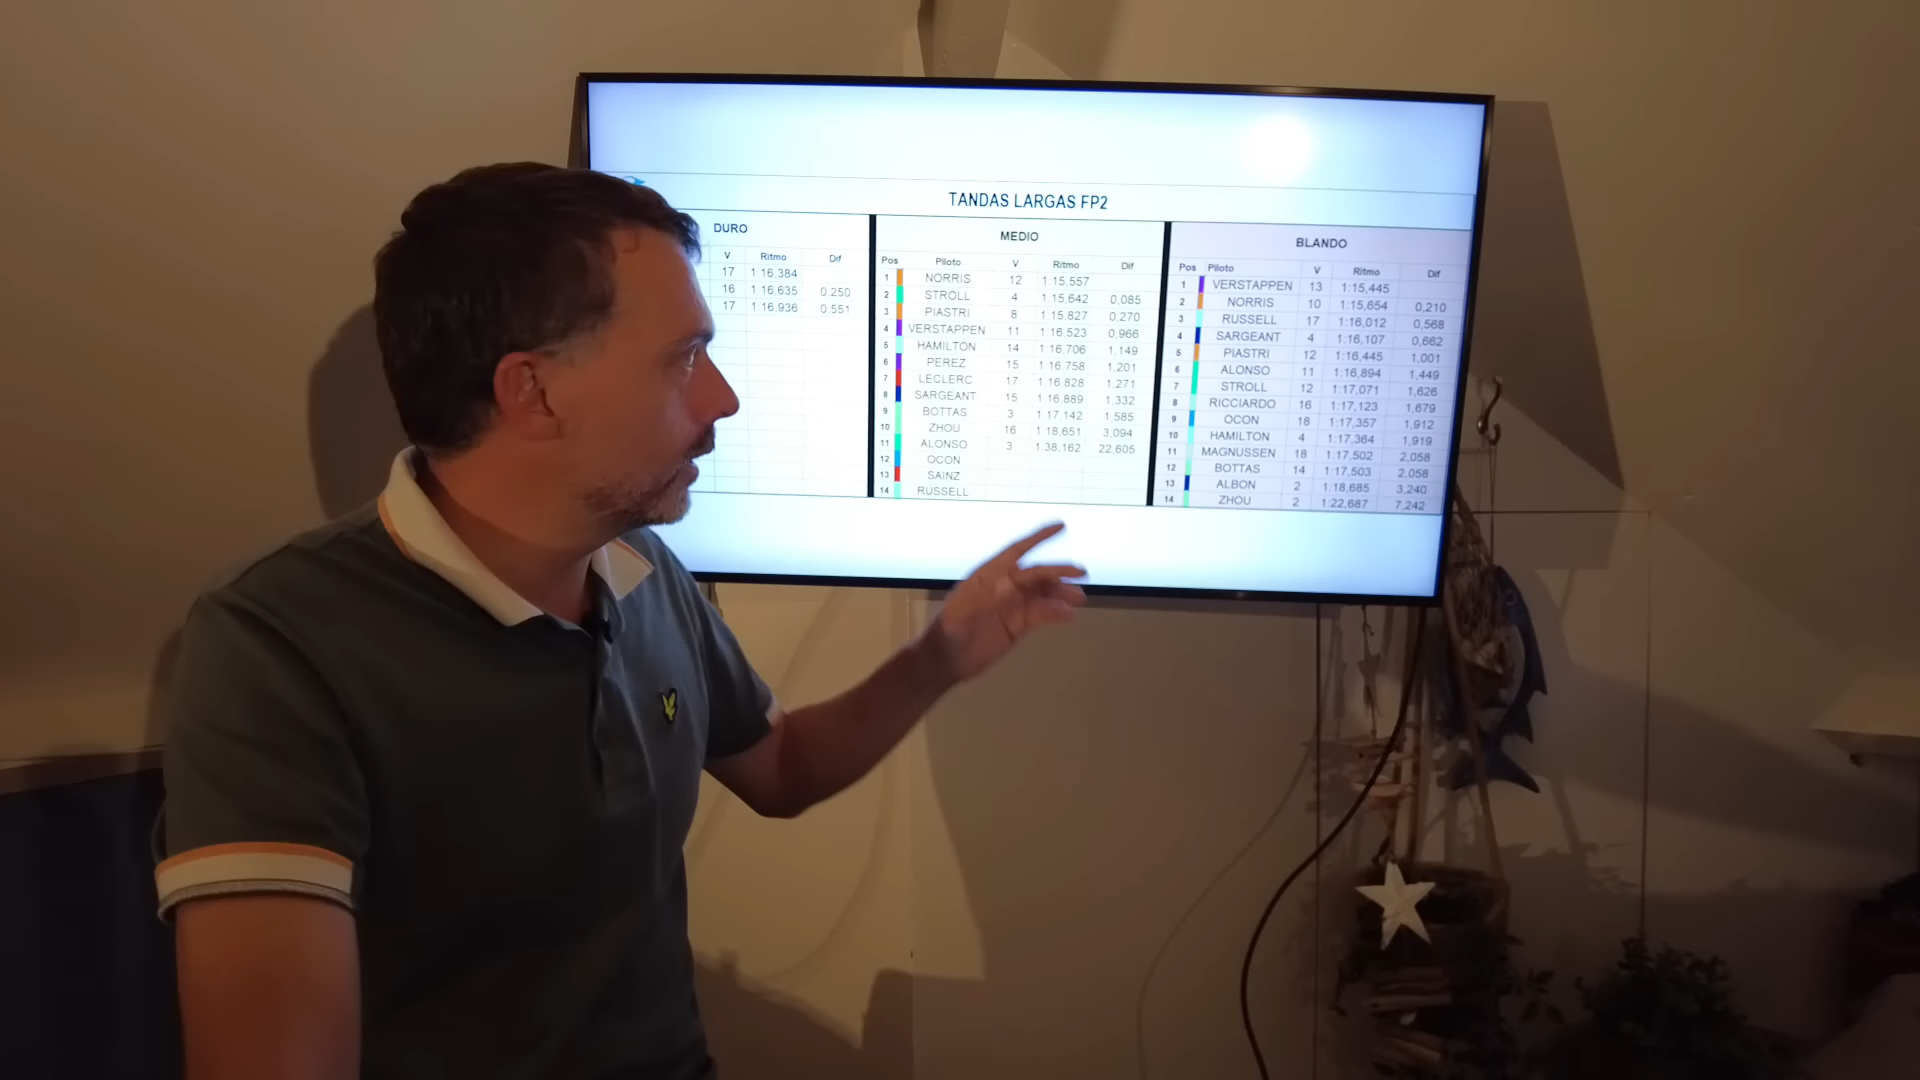 TANDAS LARGAS FP2
DURO
V Ritmo Dif
17 1:16,384
16 1:16,635 0,250
17 1:16,936 0,551
MEDIO
Pos Piloto V Ritmo Dif
1 NORRIS 12 1:15,557
2 STROLL 4 1:15,642 0,085
3 PIASTRI 8 1:15,827 0,270
4 VERSTAPPEN 11 1:16,523 0,966
5 HAMILTON 14 1:16,706 1,149
6 PEREZ 15 1:16,758 1,201
7 LECLERC 17 1:16,828 1,271
8 SARGEANT 15 1:16,889 1,332
9 BOTTAS 3 1:17,142 1,585
10 ZHOU 16 1:18,651 3,094
11 ALONSO 3 1:38,162 22,605
12 OCON
13 SAINZ
14 RUSSELL
BLANDO
Pos Piloto V Ritmo Dif
1 VERSTAPPEN 13 1:15,445
2 NORRIS 10 1:15,654 0,210
3 RUSSELL 17 1:16,012 0,568
4 SARGEANT 4 1:16,107 0,662
5 PIASTRI 12 1:16,445 1,001
6 ALONSO 11 1:16,894 1,449
7 STROLL 12 1:17,071 1,626
8 RICCIARDO 16 1:17,123 1,679
9 OCON 18 1:17,357 1,912
10 HAMILTON 4 1:17,364 1,919
11 MAGNUSSEN 18 1:17,502 2,058
12 BOTTAS 14 1:17,503 2,058
13 ALBON 2 1:18,685 3,240
14 ZHOU 2 1:22,687 7,242